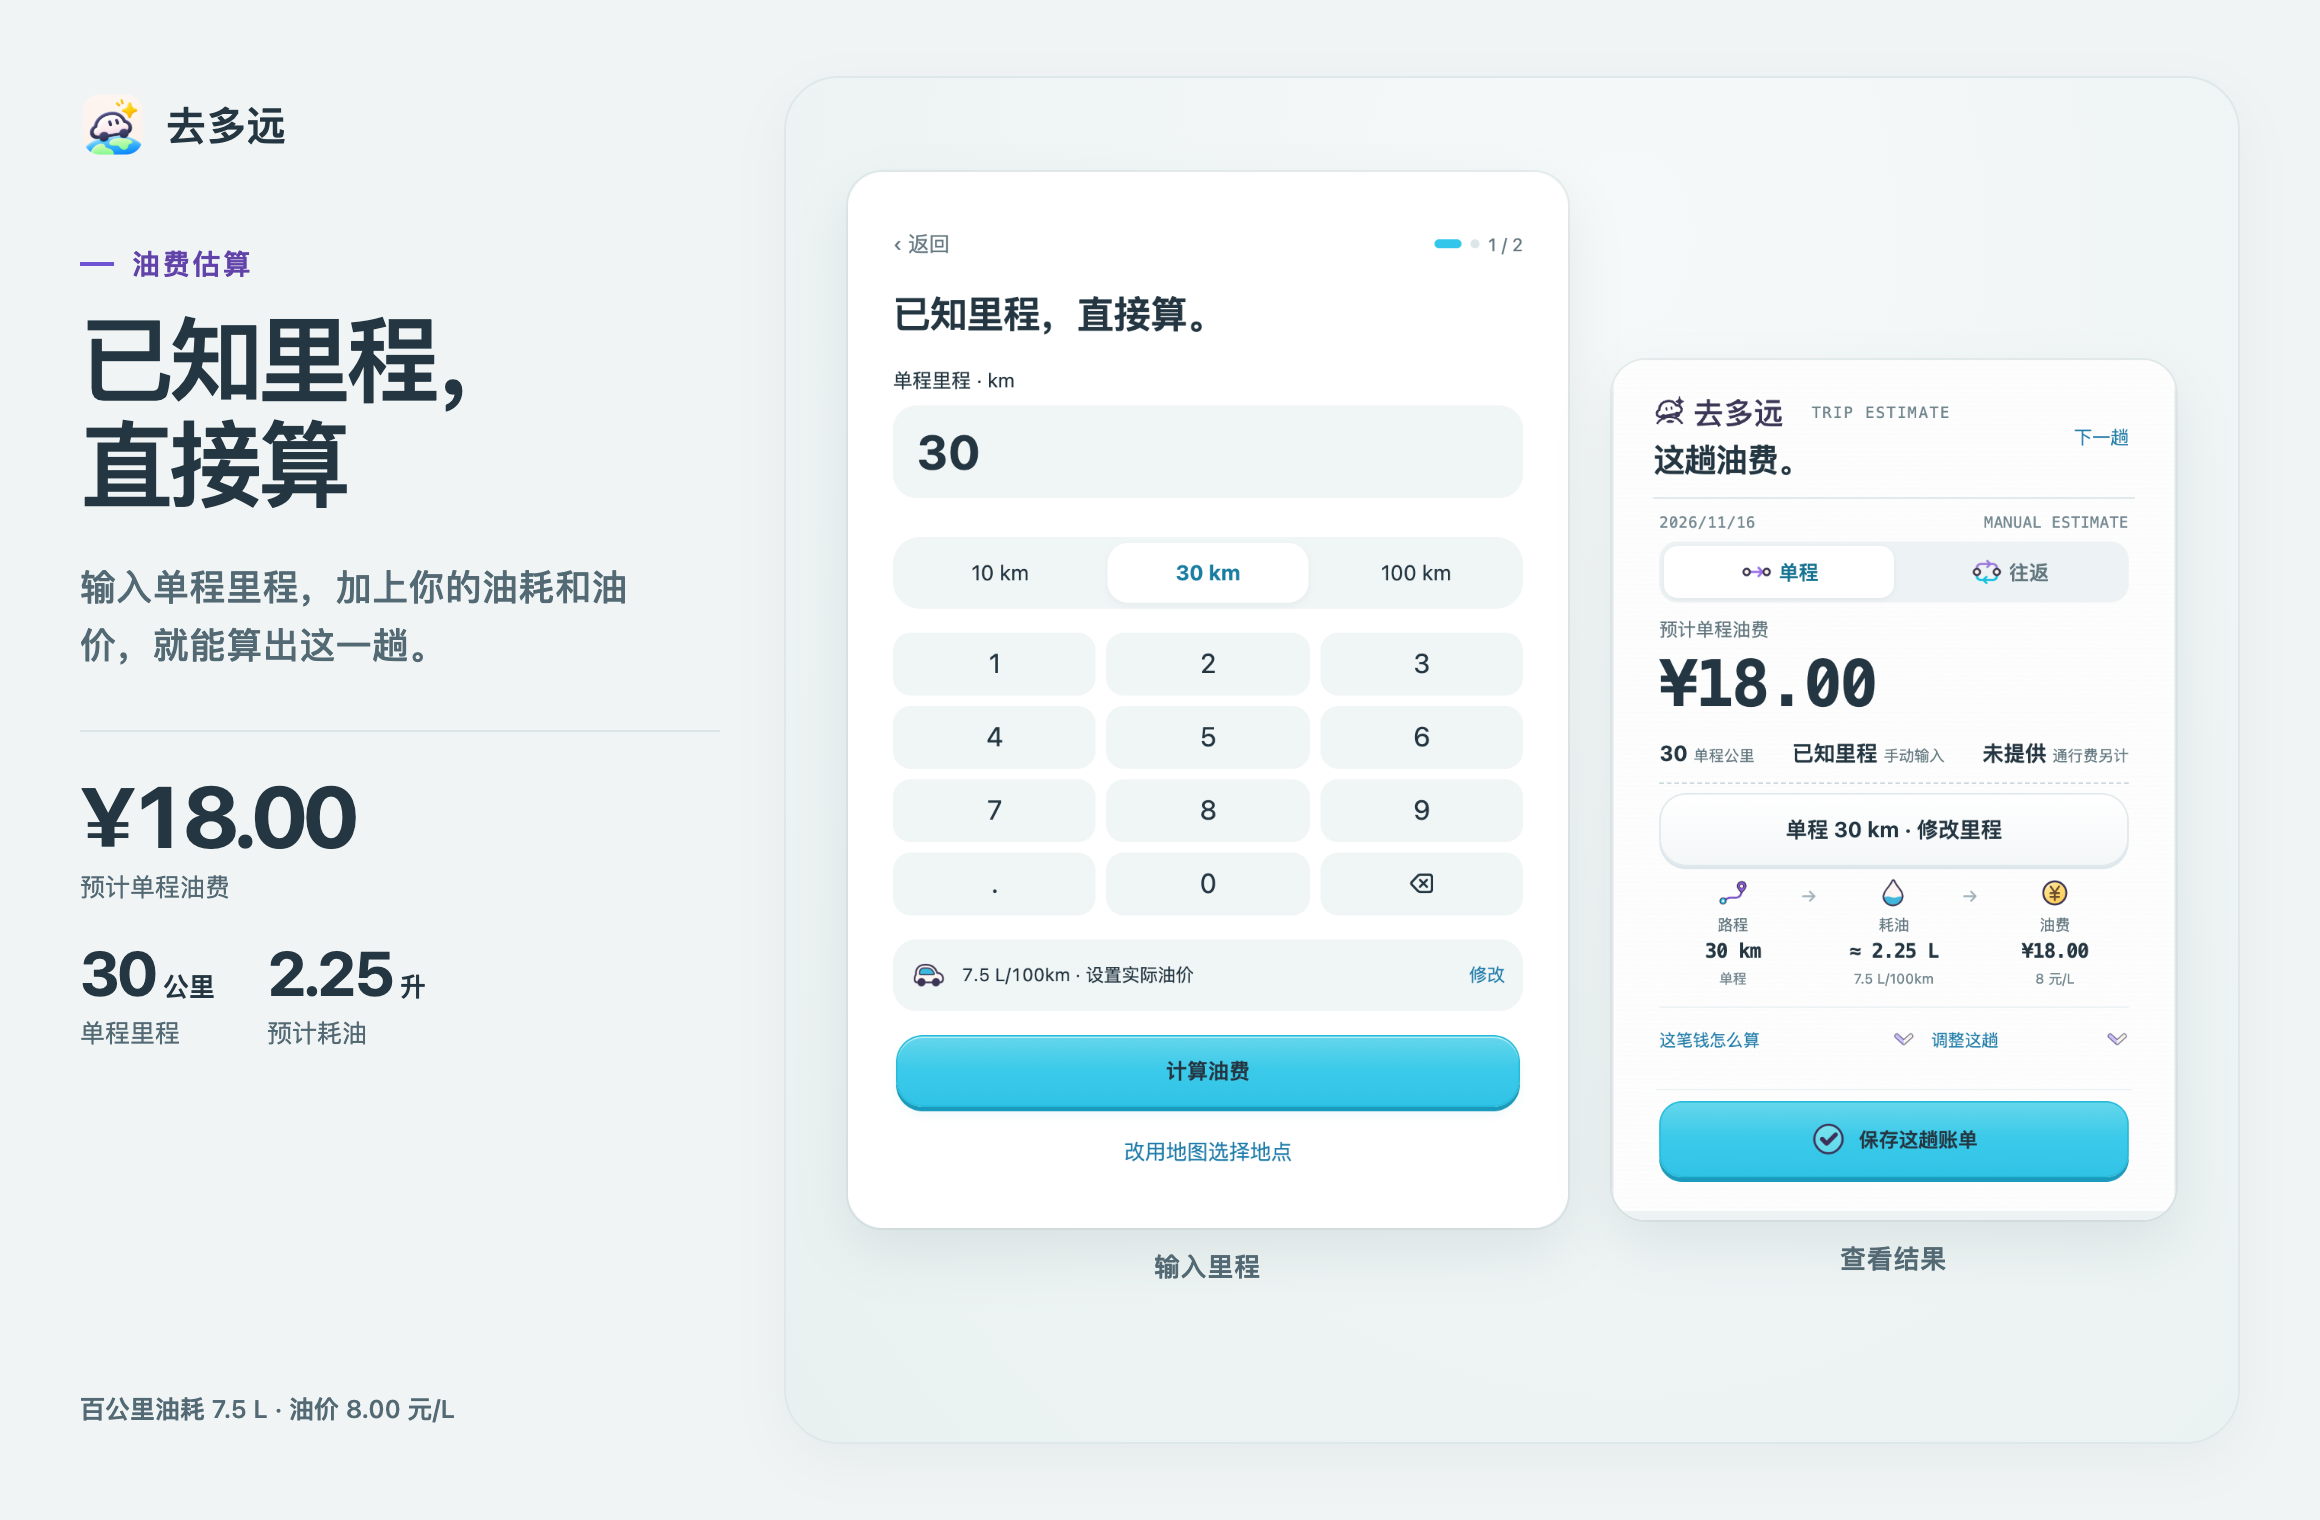 去多远
油费估算
已知里程，
直接算
输入单程里程，加上你的油耗和油
价，就能算出这一趟。
¥18.00
预计单程油费
30 公里
单程里程
2.25 升
预计耗油
百公里油耗 7.5 L · 油价 8.00 元/L
‹ 返回
1 / 2
已知里程，直接算。
单程里程 · km
30
10 km
30 km
100 km
1
2
3
4
5
6
7
8
9
.
0
7.5 L/100km · 设置实际油价
修改
计算油费
改用地图选择地点
输入里程
去多远
TRIP ESTIMATE
下一趟
这趟油费。
2026/11/16
MANUAL ESTIMATE
单程
往返
预计单程油费
¥18.00
30 单程公里
已知里程 手动输入
未提供 通行费另计
单程 30 km · 修改里程
路程
30 km
单程
耗油
≈ 2.25 L
7.5 L/100km
油费
¥18.00
8 元/L
这笔钱怎么算
调整这趟
保存这趟账单
查看结果